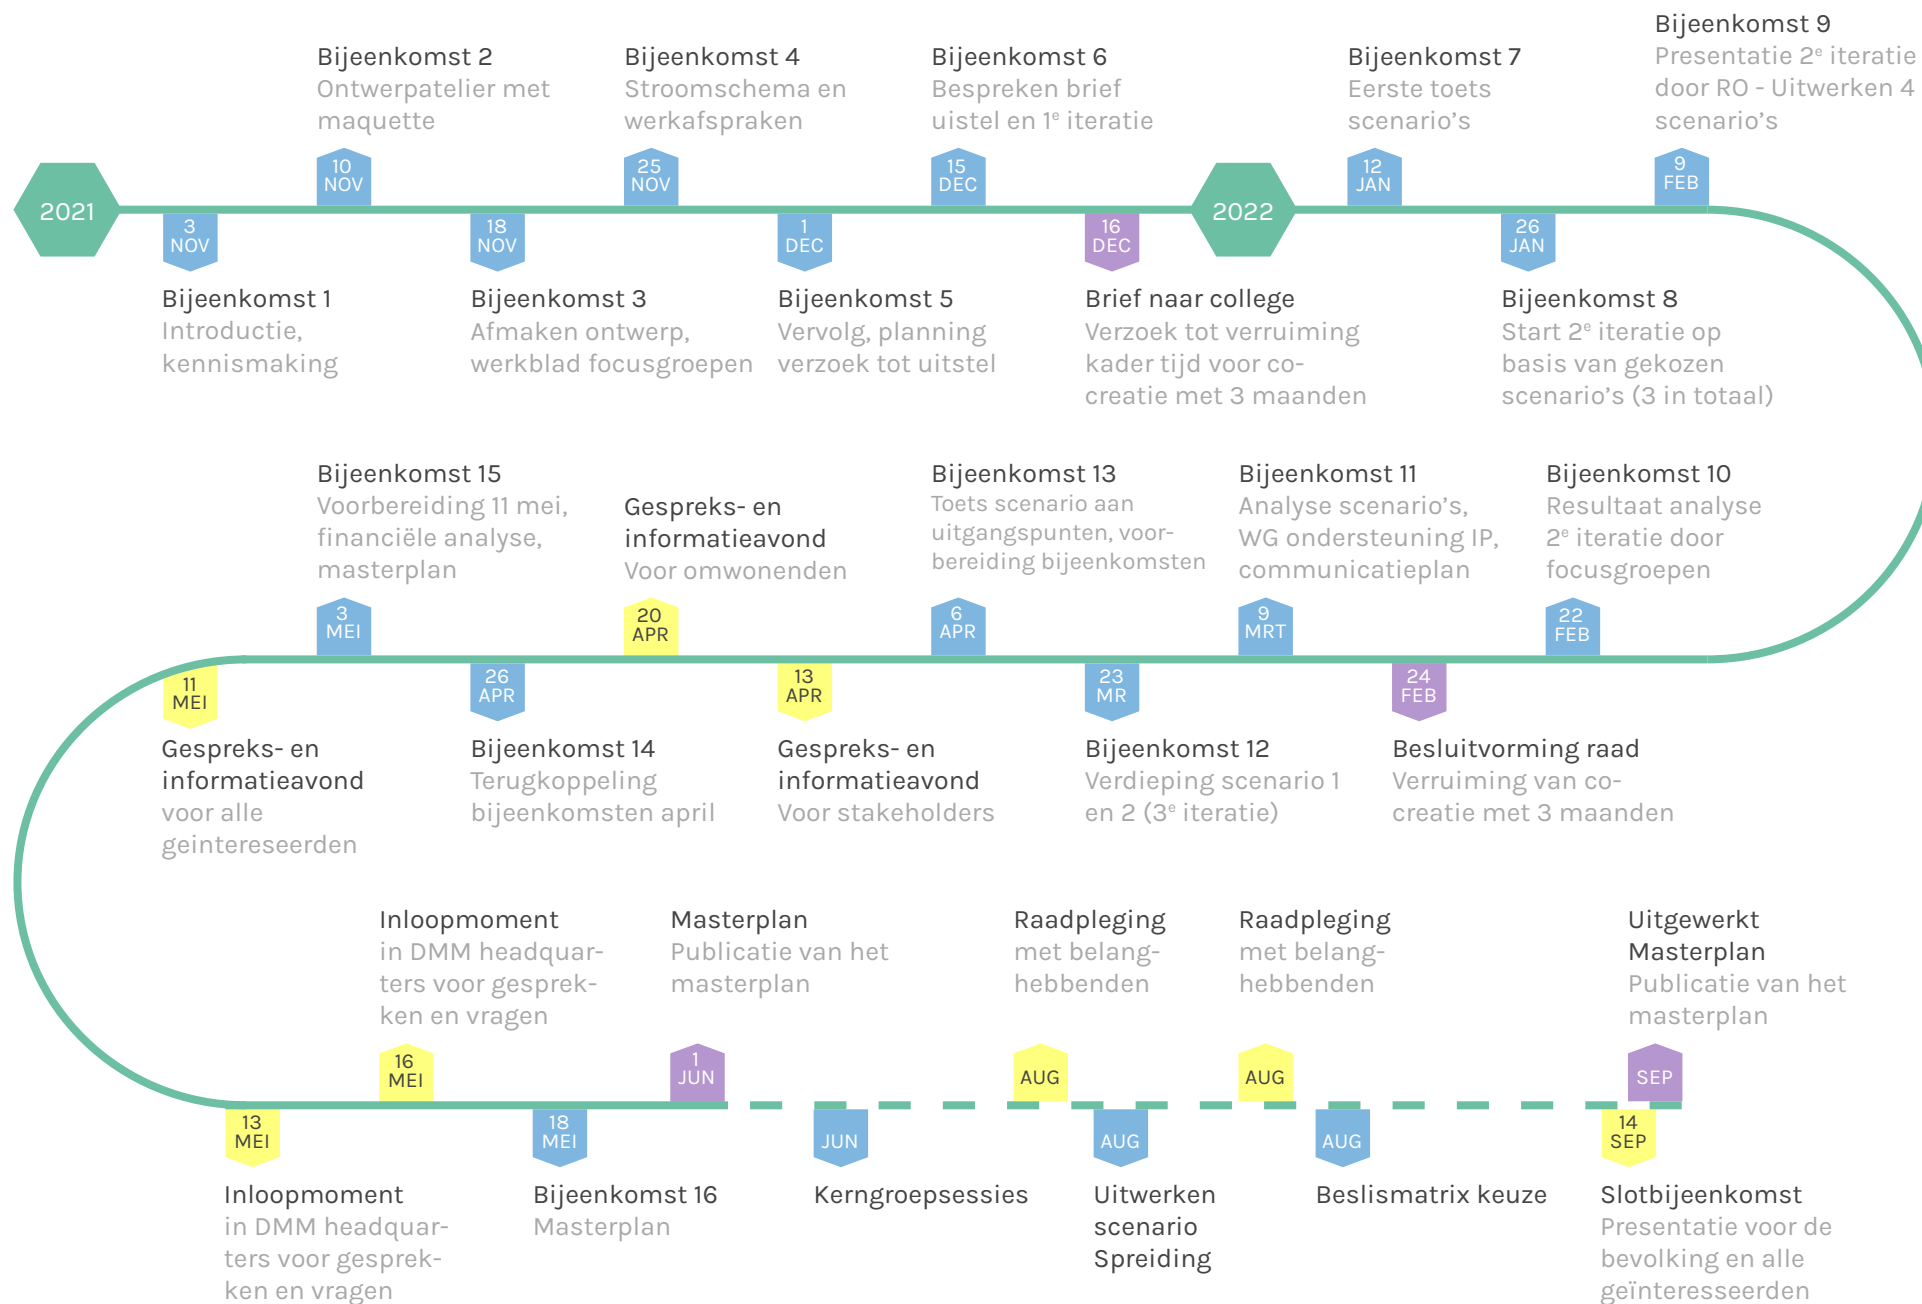 2021
3
NOV
Bijeenkomst 1
Introductie,
kennismaking
Bijeenkomst 2
Ontwerpatelier met
maquette
10
NOV
18
NOV
Bijeenkomst 3
Afmaken ontwerp,
werkblad focusgroepen
Bijeenkomst 4
Stroomschema en
werkafspraken
25
NOV
1
DEC
Bijeenkomst 5
Vervolg, planning
verzoek tot uitstel
Bijeenkomst 6
Bespreken brief
uistel en 1e iteratie
15
DEC
16
DEC
Brief naar college
Verzoek tot verruiming
kader tijd voor co-
creatie met 3 maanden
2022
Bijeenkomst 7
Eerste toets
scenario’s
12
JAN
26
JAN
Bijeenkomst 8
Start 2e iteratie op
basis van gekozen
scenario’s (3 in totaal)
Bijeenkomst 9
Presentatie 2e iteratie
door RO - Uitwerken 4
scenario’s
9
FEB
Bijeenkomst 10
Resultaat analyse
2e iteratie door
focusgroepen
22
FEB
24
FEB
Besluitvorming raad
Verruiming van co-
creatie met 3 maanden
Bijeenkomst 11
Analyse scenario’s,
WG ondersteuning IP,
communicatieplan
9
MRT
23
MR
Bijeenkomst 12
Verdieping scenario 1
en 2 (3e iteratie)
Bijeenkomst 13
Toets scenario aan
uitgangspunten, voor-
bereiding bijeenkomsten
6
APR
13
APR
Gespreks- en
informatieavond
Voor stakeholders
Gespreks- en
informatieavond
Voor omwonenden
20
APR
26
APR
Bijeenkomst 14
Terugkoppeling
bijeenkomsten april
Bijeenkomst 15
Voorbereiding 11 mei,
financiële analyse,
masterplan
3
MEI
11
MEI
Gespreks- en
informatieavond
voor alle
geintereseerden
13
MEI
Inloopmoment
in DMM headquar-
ters voor gesprek-
ken en vragen
Inloopmoment
in DMM headquar-
ters voor gesprek-
ken en vragen
16
MEI
18
MEI
Bijeenkomst 16
Masterplan
Masterplan
Publicatie van het
masterplan
1
JUN
JUN
Kerngroepsessies
Raadpleging
met belang-
hebbenden
AUG
AUG
Uitwerken
scenario
Spreiding
Raadpleging
met belang-
hebbenden
AUG
AUG
Beslismatrix keuze
Uitgewerkt
Masterplan
Publicatie van het
masterplan
SEP
14
SEP
Slotbijeenkomst
Presentatie voor de
bevolking en alle
geïnteresseerden